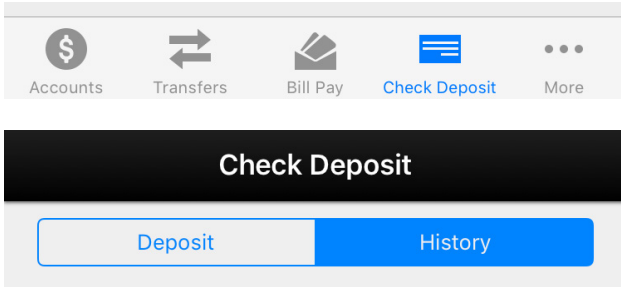 Accounts Transfers Bill Pay Check Deposit More
Check Deposit
Deposit History